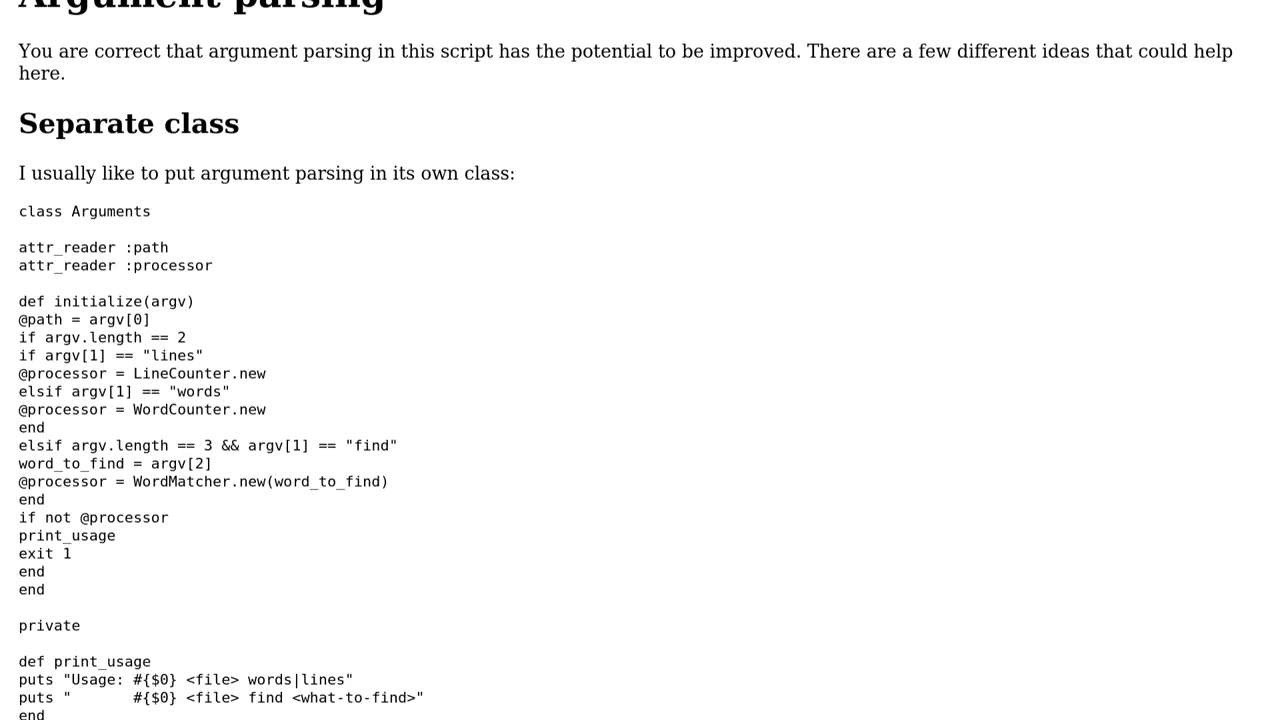 Argument parsing
You are correct that argument parsing in this script has the potential to be improved. There are a few different ideas that could help
here.
Separate class
I usually like to put argument parsing in its own class:
class Arguments
attr_reader :path
attr_reader :processor
def initialize(argv)
@path = argv[0]
if argv.length == 2
if argv[1] == "lines"
@processor = LineCounter.new
elsif argv[1] == "words"
@processor = WordCounter.new
end
elsif argv.length == 3 && argv[1] == "find"
word_to_find = argv[2]
@processor = WordMatcher.new(word_to_find)
end
if not @processor
print_usage
exit 1
end
end
private
def print_usage
puts "Usage: #{$0} <file> words|lines"
puts "       #{$0} <file> find <what-to-find>"
end